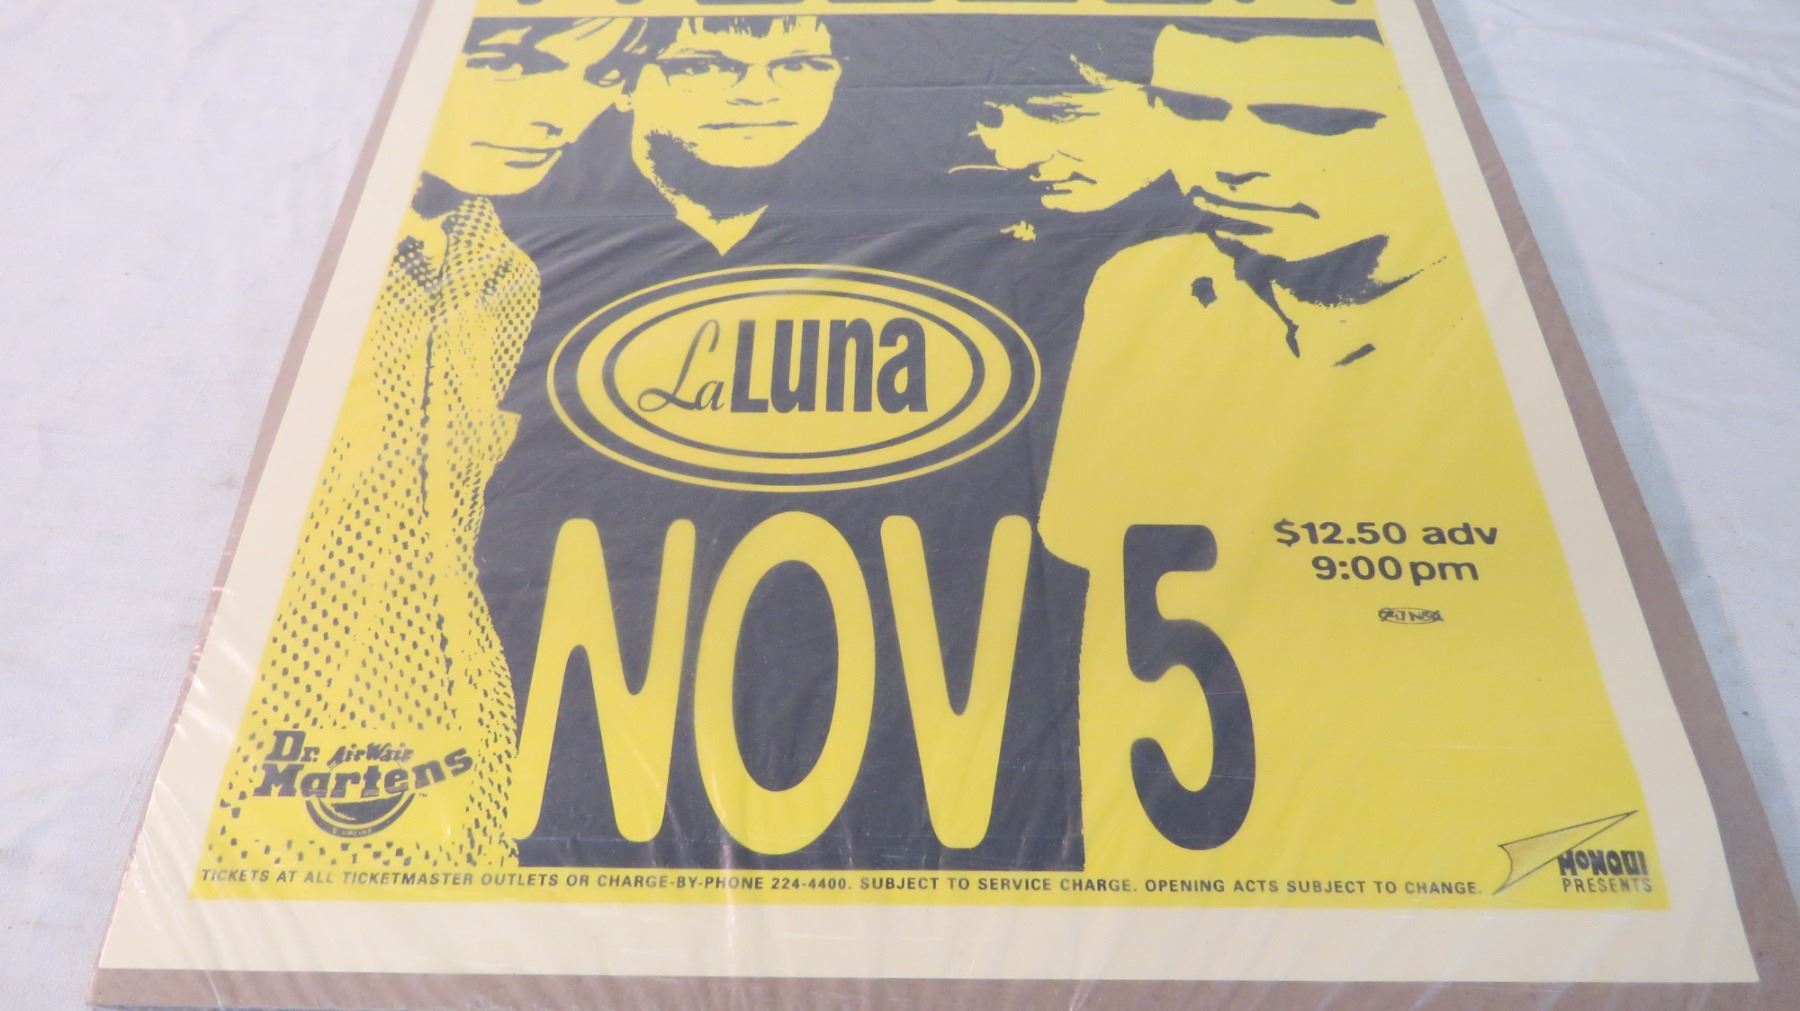 La Luna
NOV 5
$12.50 adv
9:00 pm
Dr. AirWair
Martens
TICKETS AT ALL TICKETMASTER OUTLETS OR CHARGE-BY-PHONE 224-4400. SUBJECT TO SERVICE CHARGE. OPENING ACTS SUBJECT TO CHANGE.
MONQUI
PRESENTS